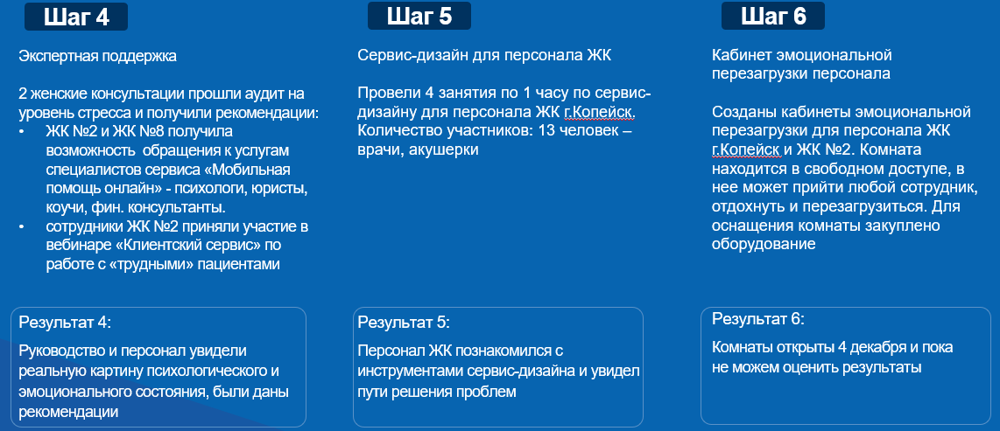 Шаг 4
Экспертная поддержка
2 женские консультации прошли аудит на
уровень стресса и получили рекомендации:
• ЖК №2 и ЖК №8 получила
возможность обращения к услугам
специалистов сервиса «Мобильная
помощь онлайн» - психологи, юристы,
коучи, фин. консультанты.
• сотрудники ЖК №2 приняли участие в
вебинаре «Клиентский сервис» по
работе с «трудными» пациентами
Результат 4:
Руководство и персонал увидели
реальную картину психологического и
эмоционального состояния, были даны
рекомендации
Шаг 5
Сервис-дизайн для персонала ЖК
Провели 4 занятия по 1 часу по сервис-
дизайну для персонала ЖК г.Копейск.
Количество участников: 13 человек –
врачи, акушерки
Результат 5:
Персонал ЖК познакомился с
инструментами сервис-дизайна и увидел
пути решения проблем
Шаг 6
Кабинет эмоциональной
перезагрузки персонала
Созданы кабинеты эмоциональной
перезагрузки для персонала ЖК
г.Копейск и ЖК №2. Комната
находится в свободном доступе, в
нее может прийти любой сотрудник,
отдохнуть и перезагрузиться. Для
оснащения комнаты закуплено
оборудование
Результат 6:
Комнаты открыты 4 декабря и пока
не можем оценить результаты